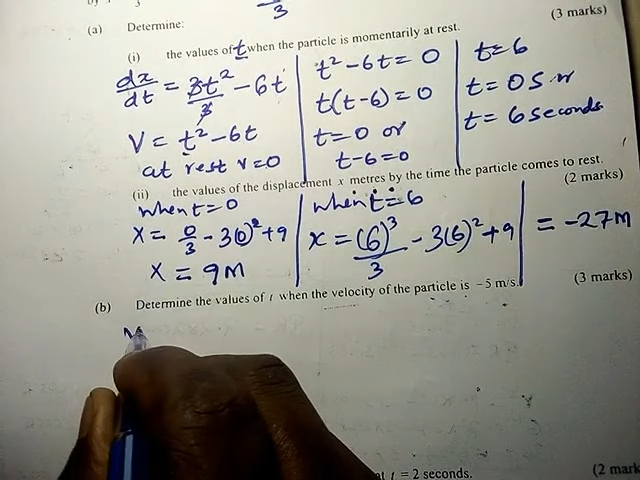 3
(a) Determine: (3 marks)
(i) the values of t when the particle is momentarily at rest.
dx/dt = 3t²/3 - 6t
V = t² - 6t
at rest v = 0
t² - 6t = 0
t(t-6) = 0
t = 0 or
t - 6 = 0
t = 6
t = 0 S or
t = 6 seconds
(ii) the values of the displacement x metres by the time the particle comes to rest.
(2 marks)
when t = 0
x = 0/3 - 3(0)² + 9
x = 9M
when t = 6
x = (6)³/3 - 3(6)² + 9
= -27M
(b) Determine the values of t when the velocity of the particle is -5 m/s. (3 marks)
t = 2 seconds.
(2 mark